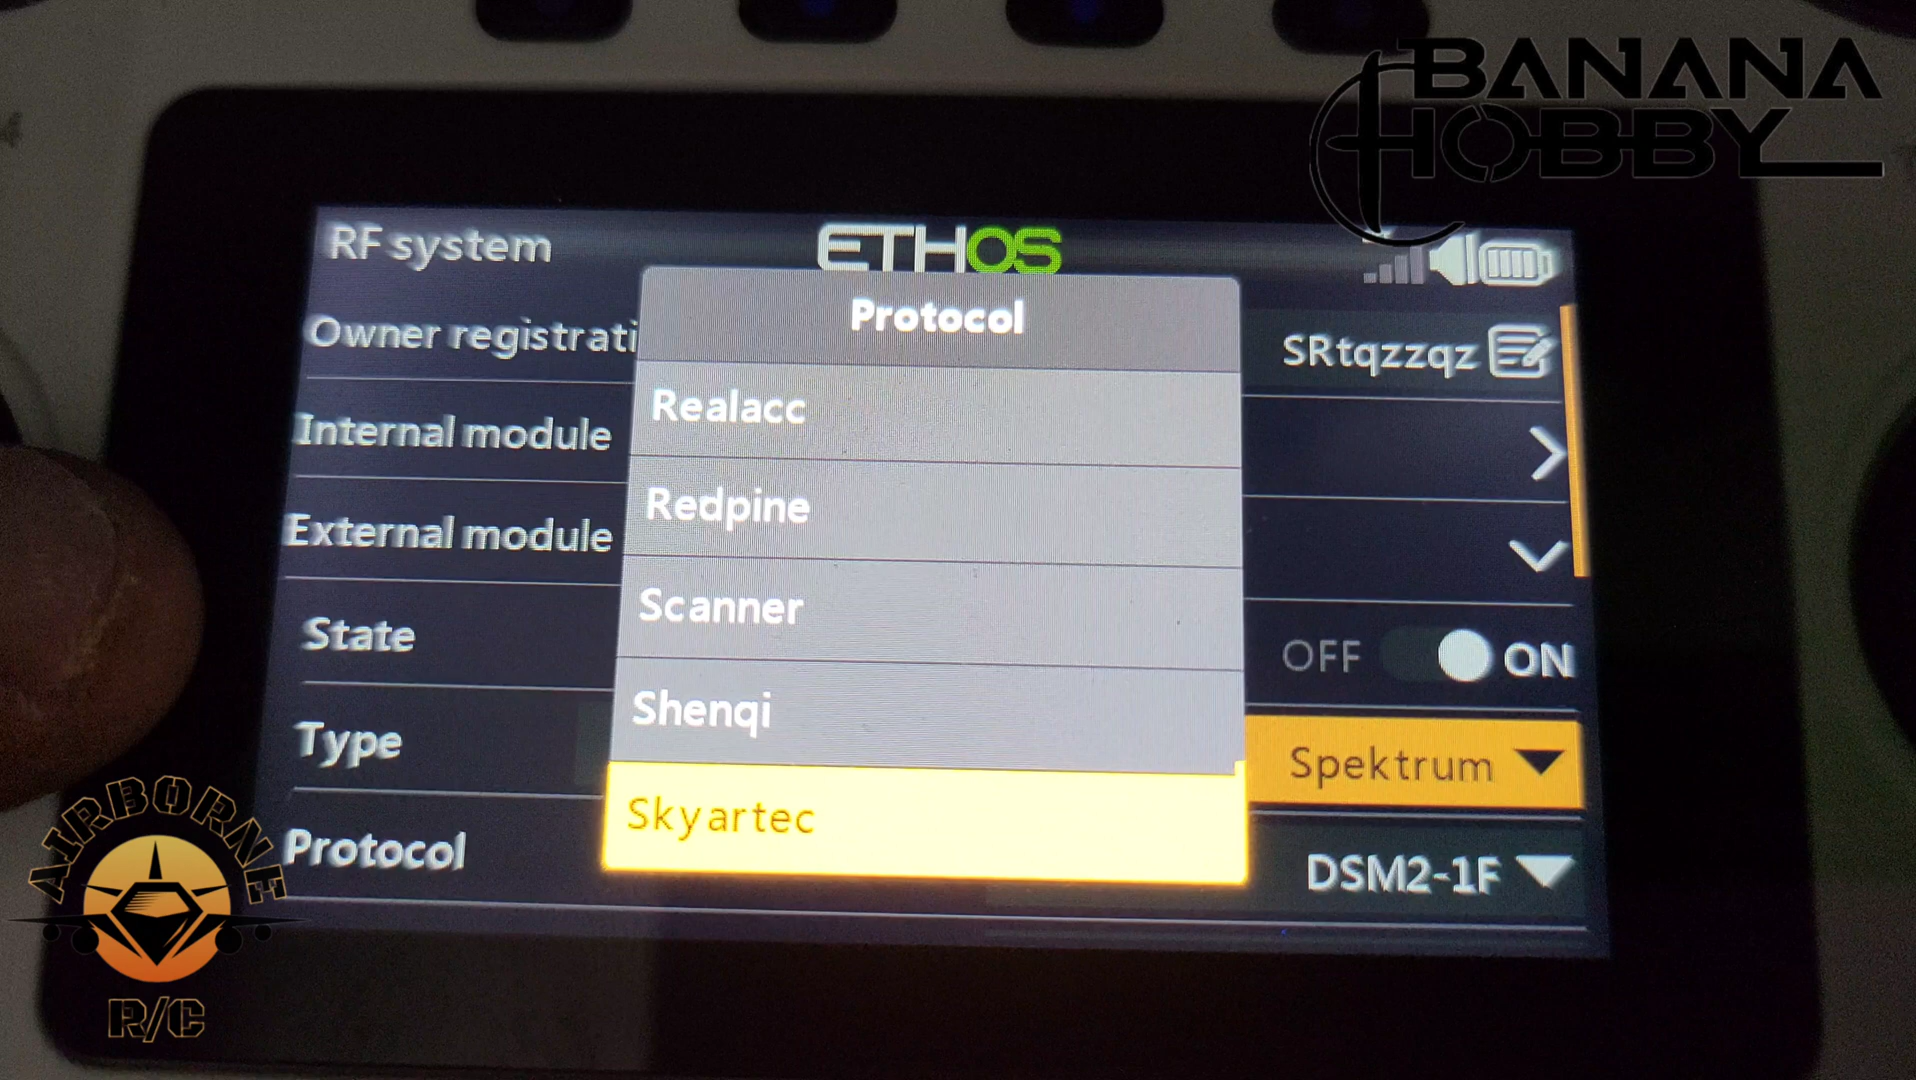 BANANA
HOBBY
RF system
ETHOS
Owner registrati
SRtqzzqz
Internal module
External module
State
OFF
ON
Type
Spektrum
Protocol
DSM2-1F
Protocol
Realacc
Redpine
Scanner
Shenqi
Skyartec
AIRBORNE
R/C